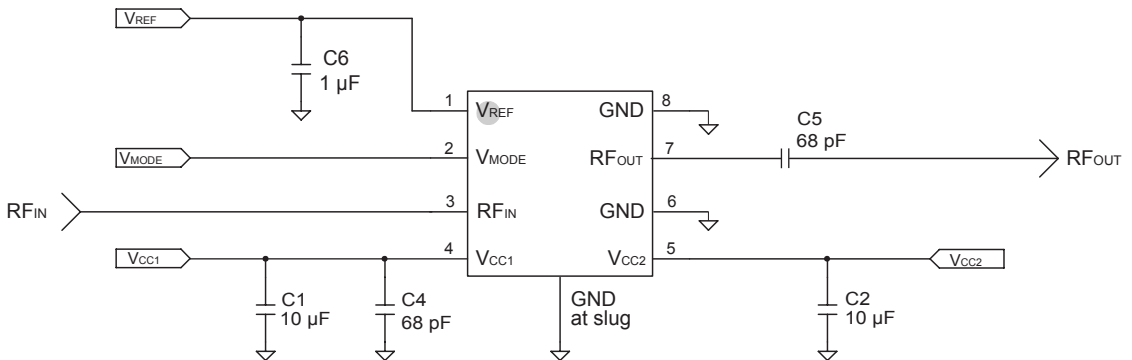 VREF
C6
1 µF
1
VREF
GND
8
C5
68 pF
VMODE
2
VMODE
RFOUT
7
RFOUT
RFIN
3
RFIN
GND
6
VCC1
4
VCC1
VCC2
5
VCC2
C1
10 µF
C4
68 pF
GND
at slug
C2
10 µF